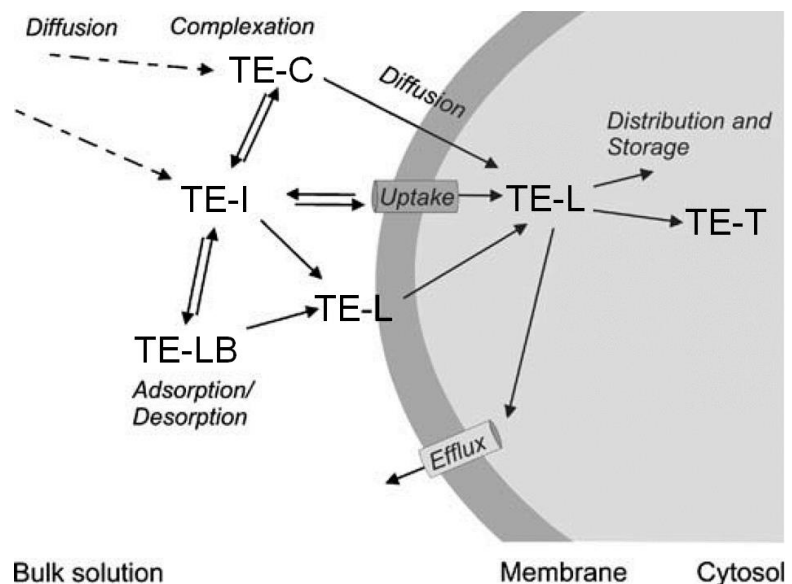 Diffusion
Complexation
TE-C
Diffusion
Distribution and
Storage
TE-I
Uptake
TE-L
TE-T
TE-L
TE-LB
Adsorption/
Desorption
Efflux
Bulk solution
Membrane
Cytosol